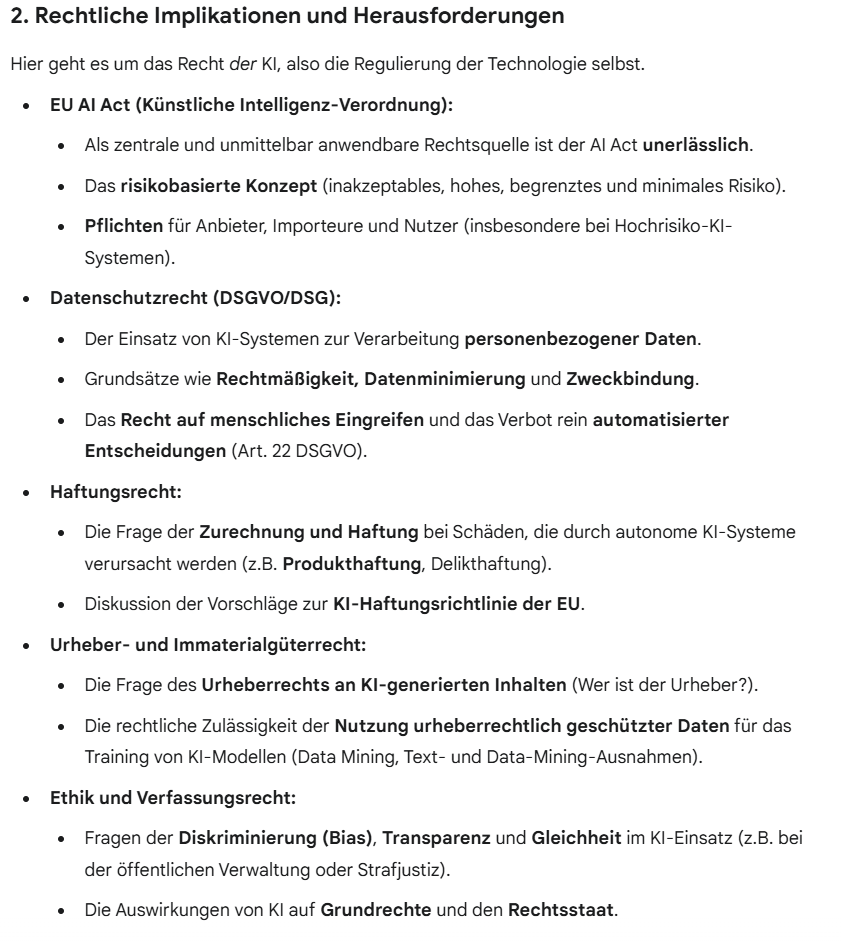 2. Rechtliche Implikationen und Herausforderungen
Hier geht es um das Recht der KI, also die Regulierung der Technologie selbst.
• EU AI Act (Künstliche Intelligenz-Verordnung):
• Als zentrale und unmittelbar anwendbare Rechtsquelle ist der AI Act unerlässlich.
• Das risikobasierte Konzept (inakzeptables, hohes, begrenztes und minimales Risiko).
• Pflichten für Anbieter, Importeure und Nutzer (insbesondere bei Hochrisiko-KI-
Systemen).
• Datenschutzrecht (DSGVO/DSG):
• Der Einsatz von KI-Systemen zur Verarbeitung personenbezogener Daten.
• Grundsätze wie Rechtmäßigkeit, Datenminimierung und Zweckbindung.
• Das Recht auf menschliches Eingreifen und das Verbot rein automatisierter
Entscheidungen (Art. 22 DSGVO).
• Haftungsrecht:
• Die Frage der Zurechnung und Haftung bei Schäden, die durch autonome KI-Systeme
verursacht werden (z.B. Produkthaftung, Delikthaftung).
• Diskussion der Vorschläge zur KI-Haftungsrichtlinie der EU.
• Urheber- und Immaterialgüterrecht:
• Die Frage des Urheberrechts an KI-generierten Inhalten (Wer ist der Urheber?).
• Die rechtliche Zulässigkeit der Nutzung urheberrechtlich geschützter Daten für das
Training von KI-Modellen (Data Mining, Text- und Data-Mining-Ausnahmen).
• Ethik und Verfassungsrecht:
• Fragen der Diskriminierung (Bias), Transparenz und Gleichheit im KI-Einsatz (z.B. bei
der öffentlichen Verwaltung oder Strafjustiz).
• Die Auswirkungen von KI auf Grundrechte und den Rechtsstaat.